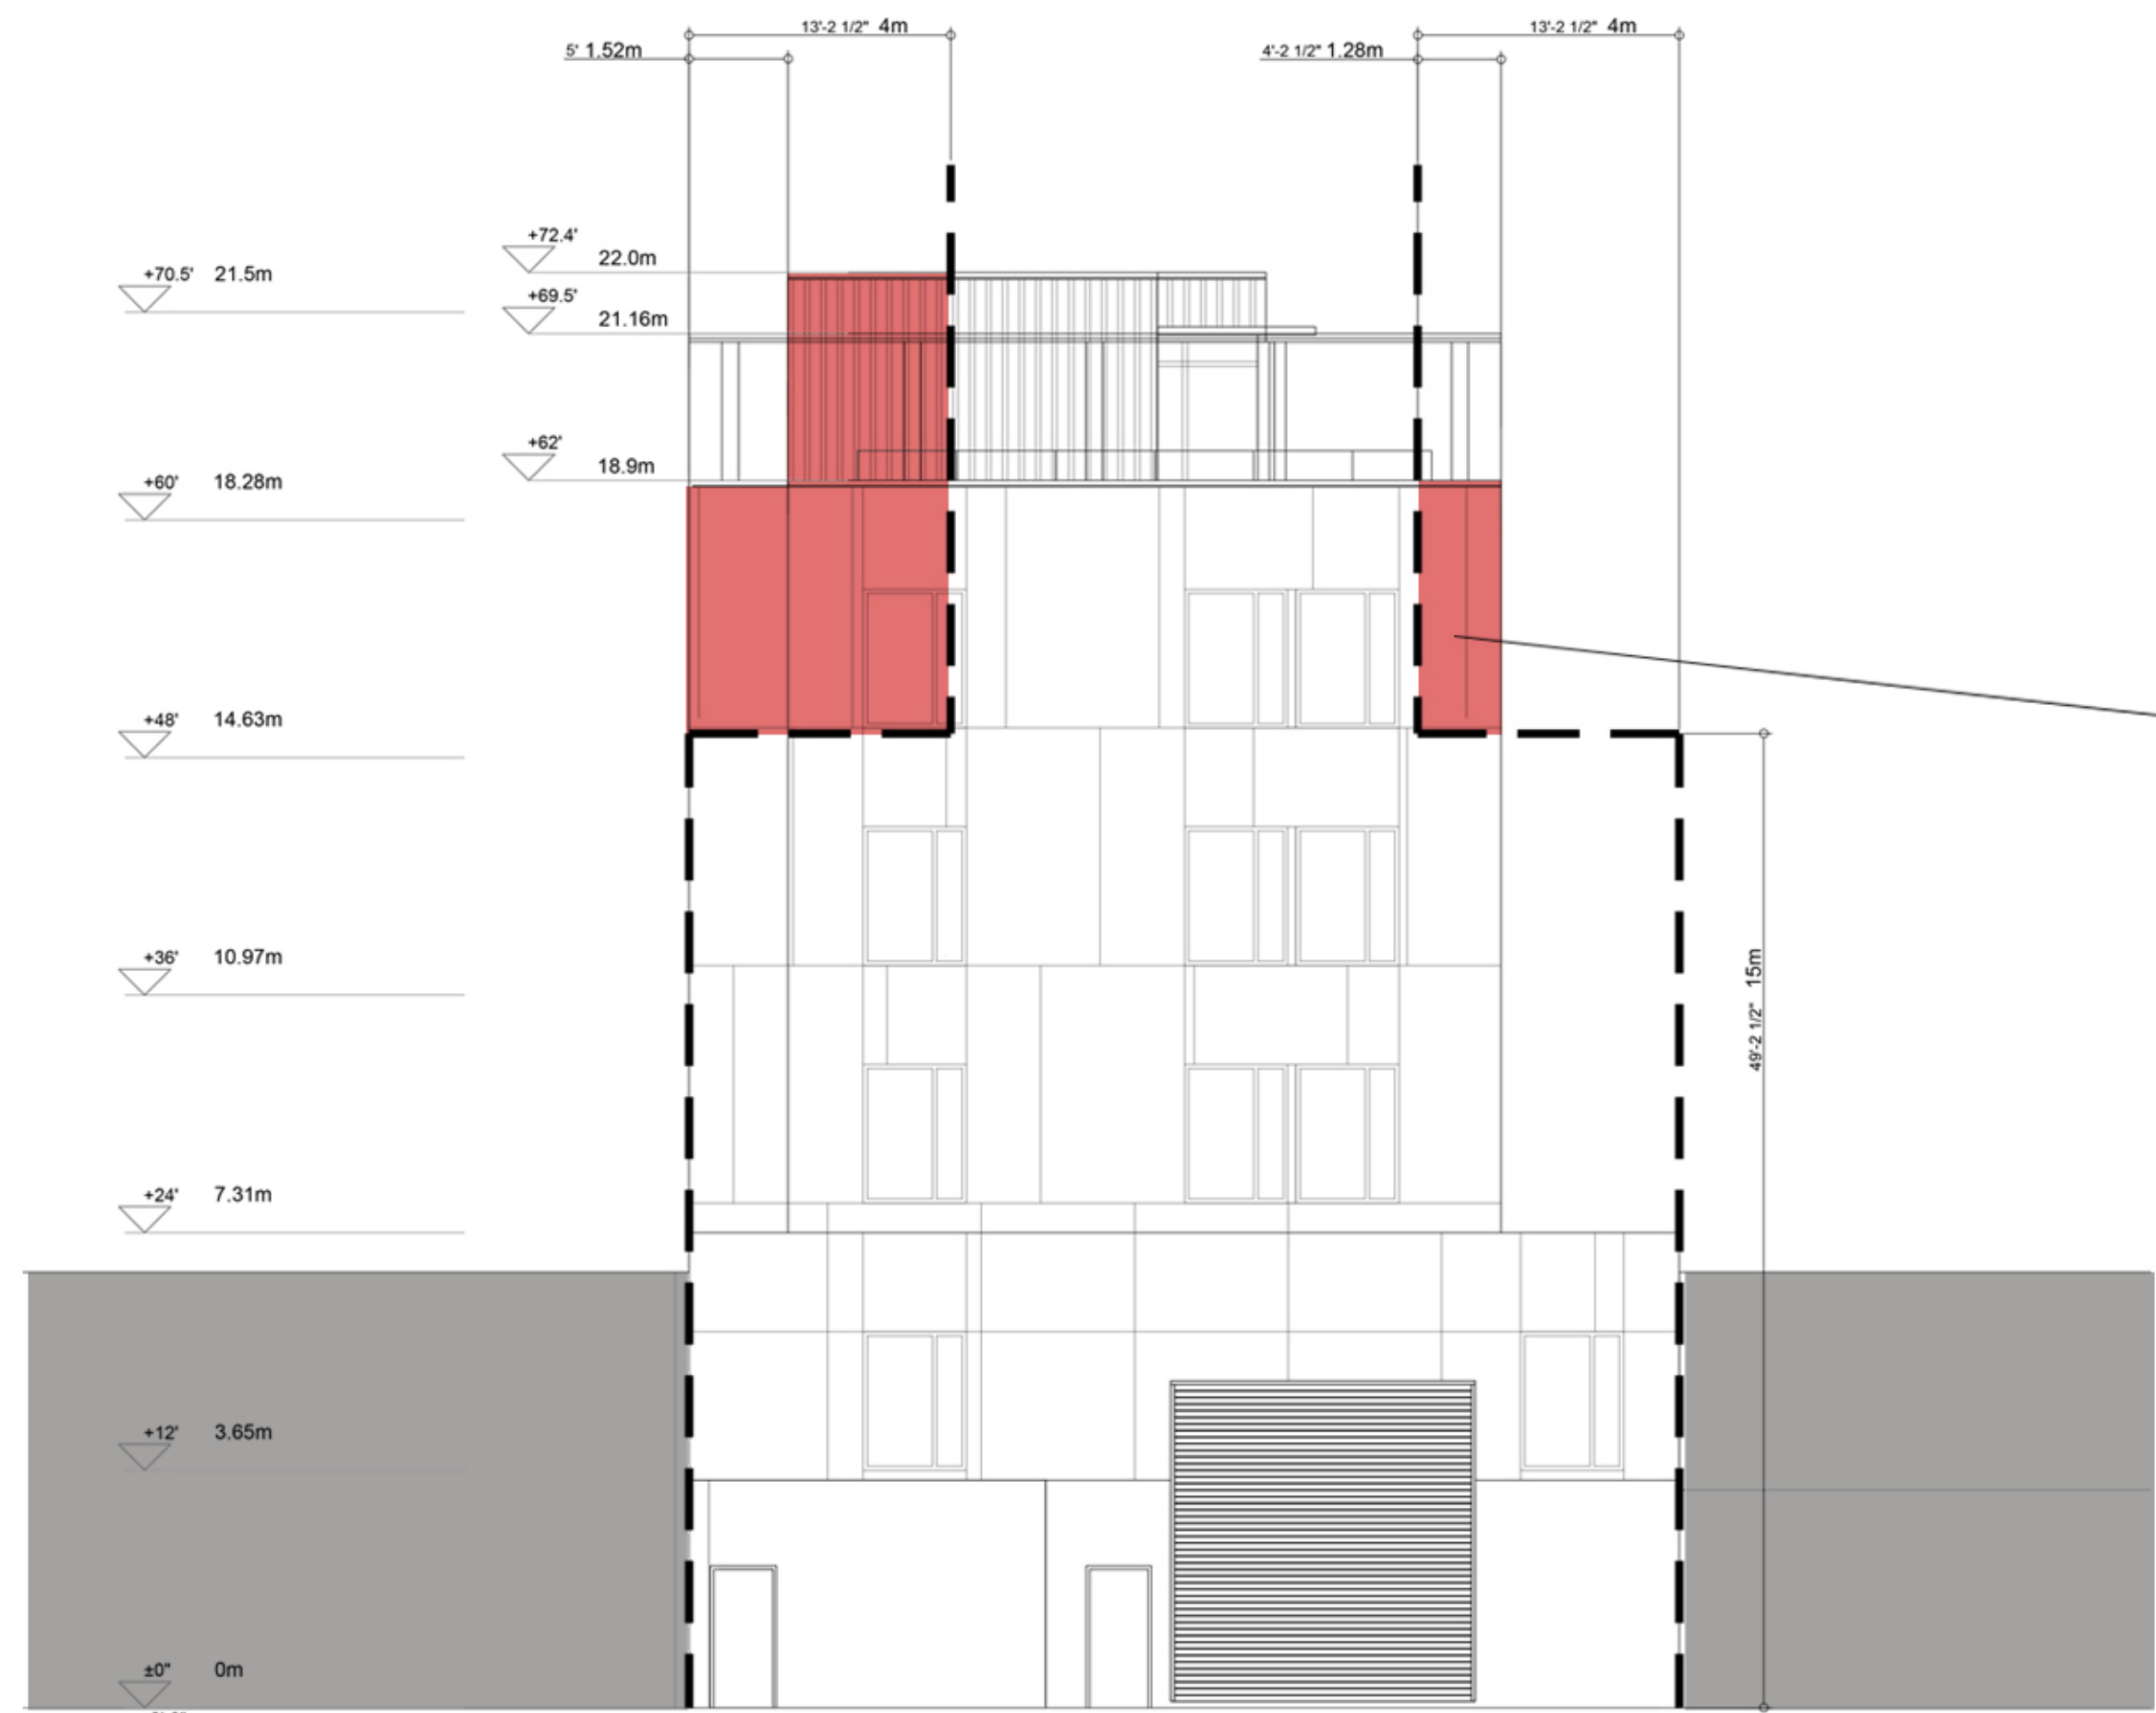 13'-2 1/2" 4m
13'-2 1/2" 4m
5' 1.52m
4'-2 1/2" 1.28m
+72.4'
22.0m
+70.5' 21.5m
+69.5'
21.16m
+62'
18.9m
+60' 18.28m
+48' 14.63m
+36' 10.97m
49'-2 1/2" 15m
+24' 7.31m
+12' 3.65m
±0" 0m